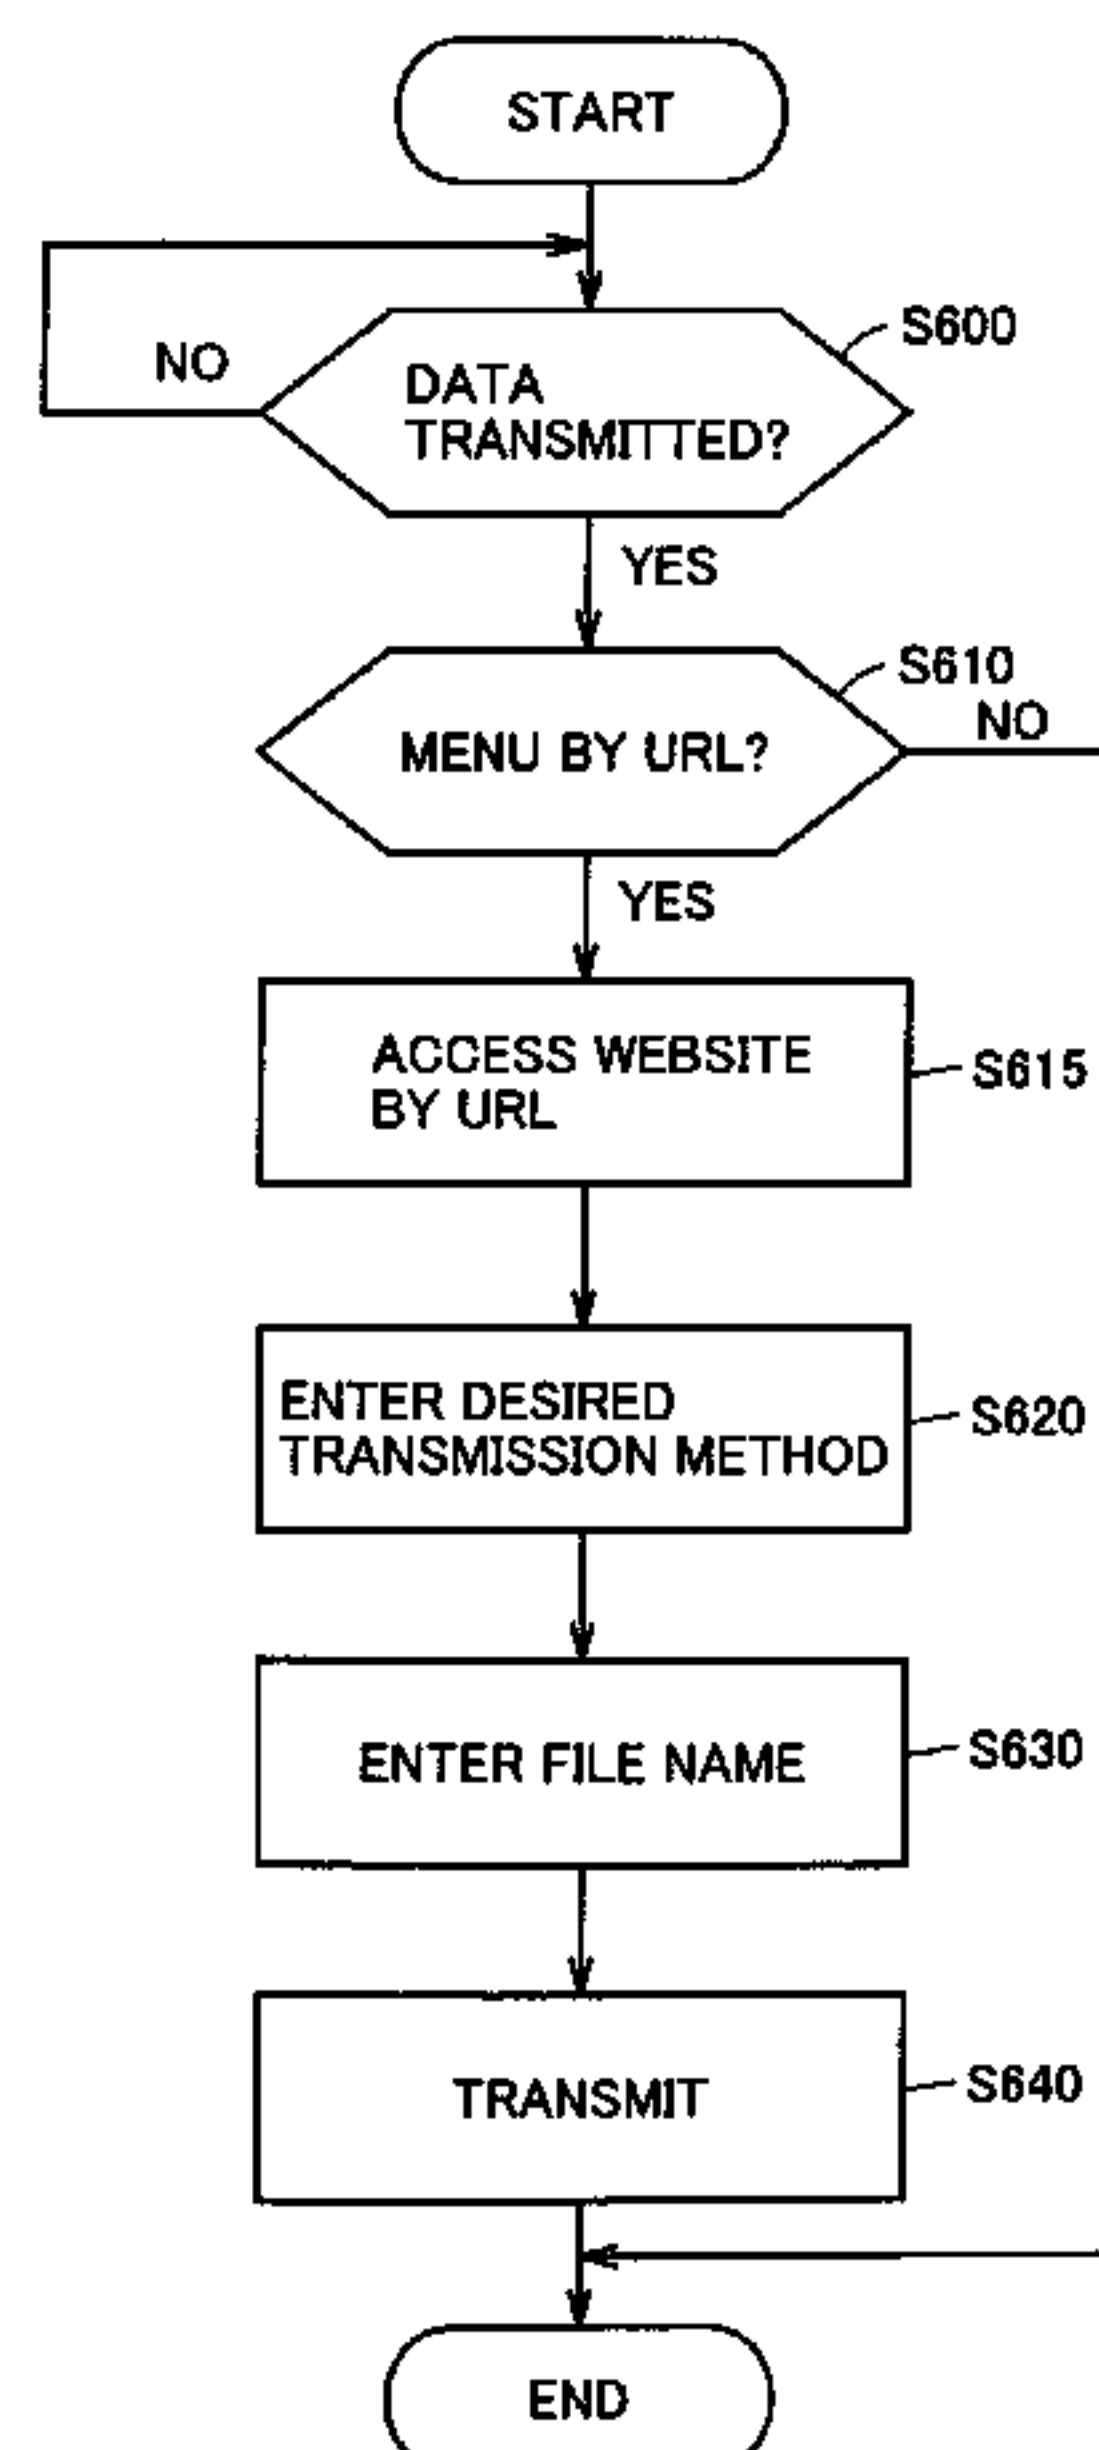 START
S600
NO
DATA
TRANSMITTED?
YES
S610
NO
MENU BY URL?
YES
ACCESS WEBSITE
BY URL
S615
ENTER DESIRED
TRANSMISSION METHOD
S620
ENTER FILE NAME
S630
TRANSMIT
S640
END